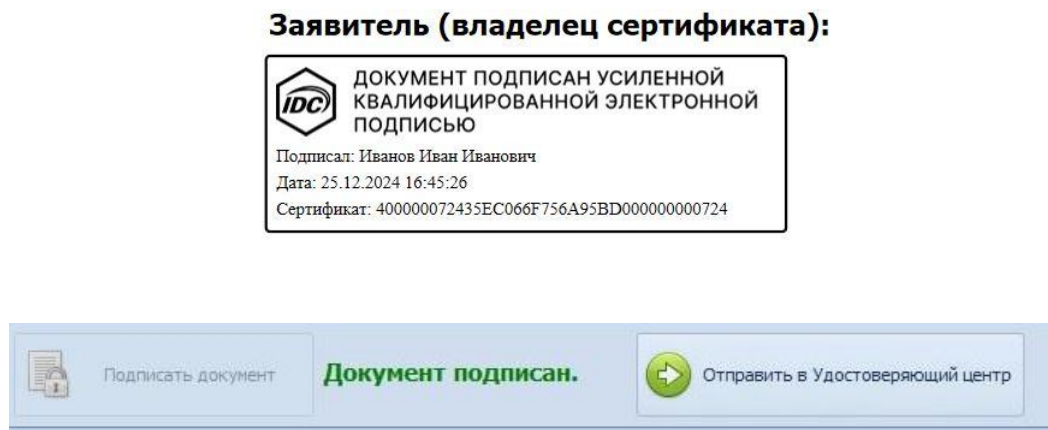 Заявитель (владелец сертификата):
IDC
ДОКУМЕНТ ПОДПИСАН УСИЛЕННОЙ
КВАЛИФИЦИРОВАННОЙ ЭЛЕКТРОННОЙ
ПОДПИСЬЮ
Подписал: Иванов Иван Иванович
Дата: 25.12.2024 16:45:26
Сертификат: 400000072435EC066F756A95BD000000000724
Подписать документ
Документ подписан.
Отправить в Удостоверяющий центр